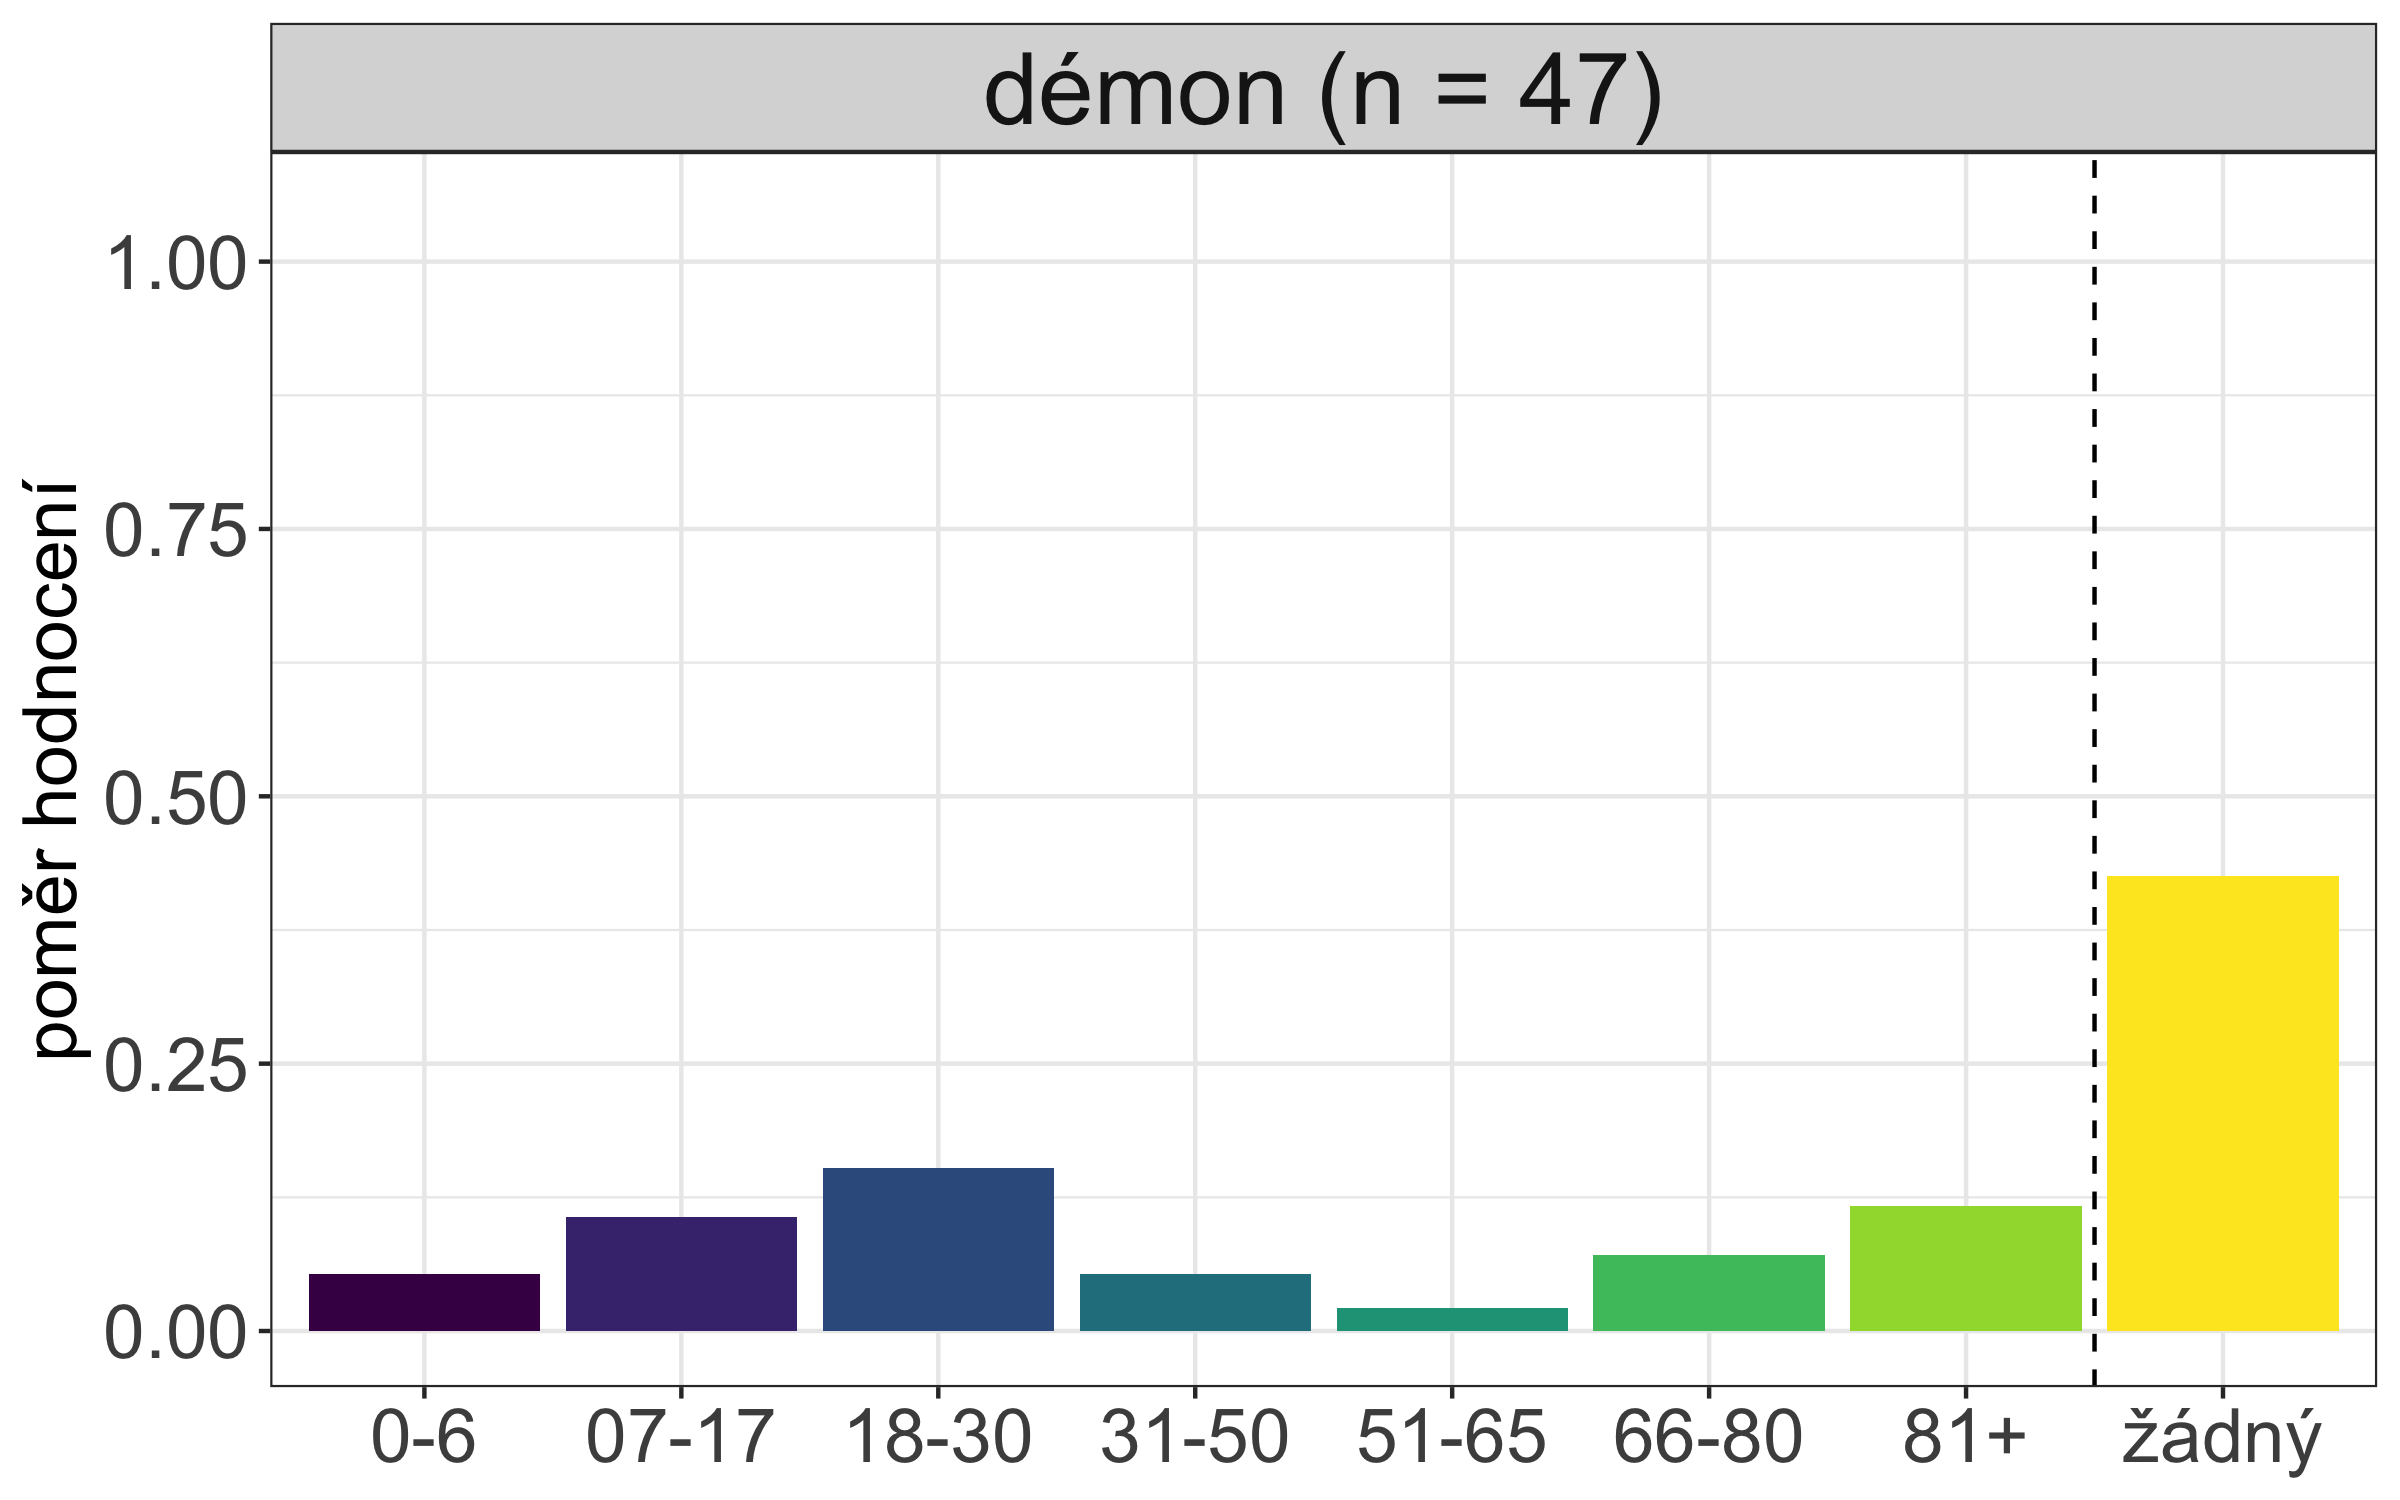 démon (n = 47)
poměr hodnocení
1.00
0.75
0.50
0.25
0.00
0-6 07-17 18-30 31-50 51-65 66-80 81+ žádný